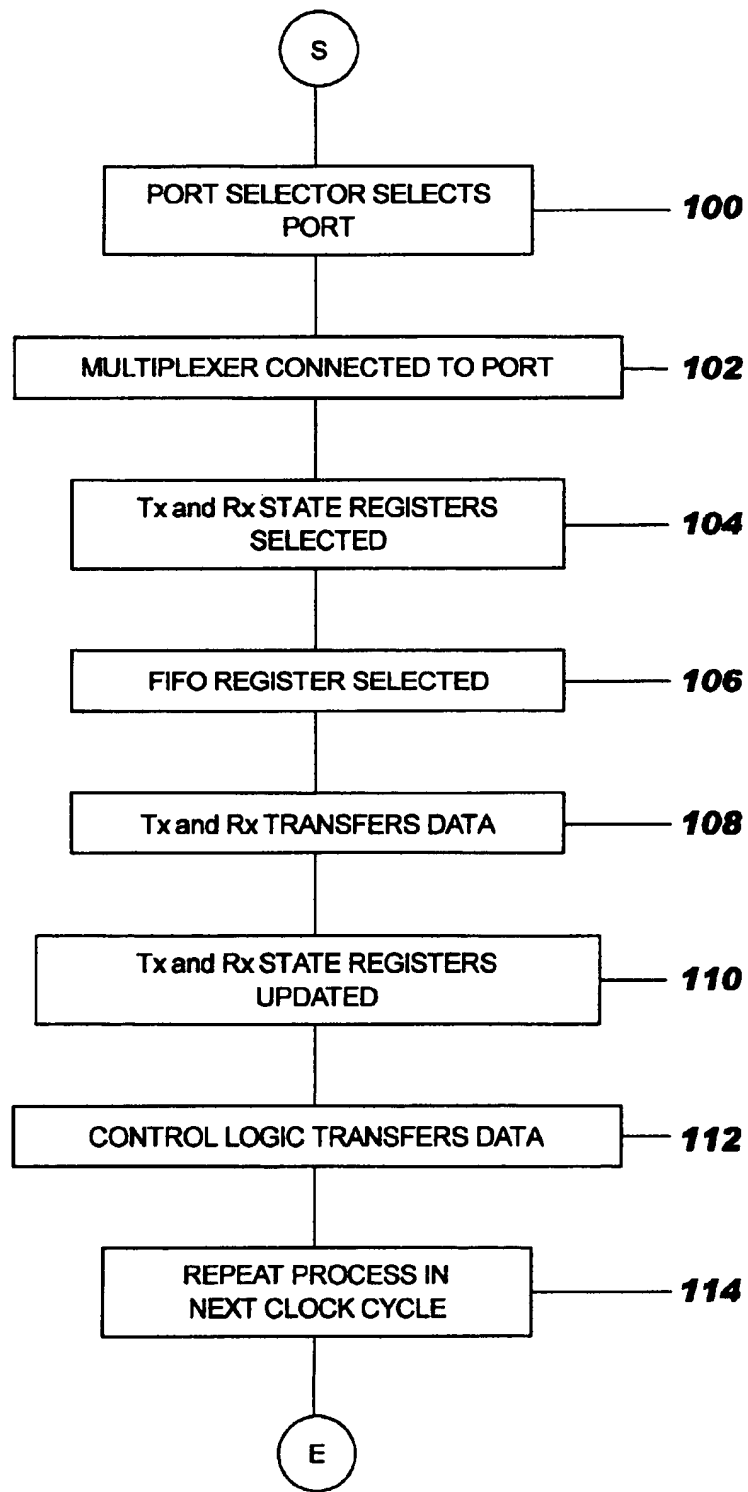 S
PORT SELECTOR SELECTS
PORT
100
MULTIPLEXER CONNECTED TO PORT
102
Tx and Rx STATE REGISTERS
SELECTED
104
FIFO REGISTER SELECTED
106
Tx and Rx TRANSFERS DATA
108
Tx and Rx STATE REGISTERS
UPDATED
110
CONTROL LOGIC TRANSFERS DATA
112
REPEAT PROCESS IN
NEXT CLOCK CYCLE
114
E